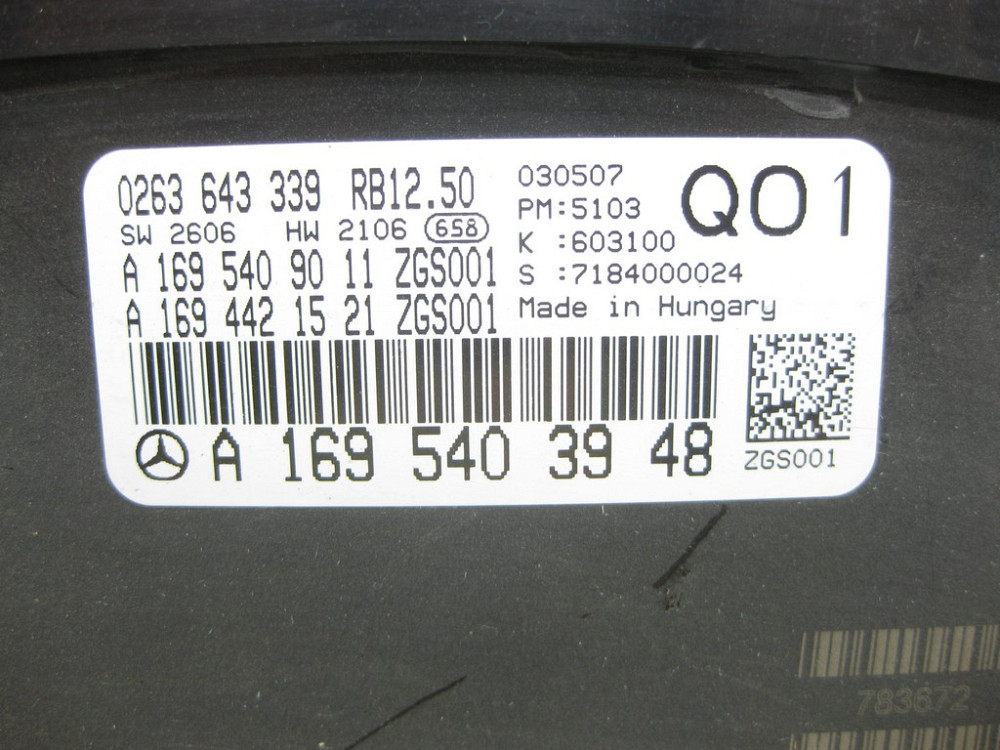 0263 643 339 RB12.50
SW 2606 HW 2106 658
A 169 540 90 11 ZGS001
A 169 442 15 21 ZGS001
030507
PM:5103
K :603100
S :7184000024
Made in Hungary
Q01
A 169 540 39 48
ZGS001
783672